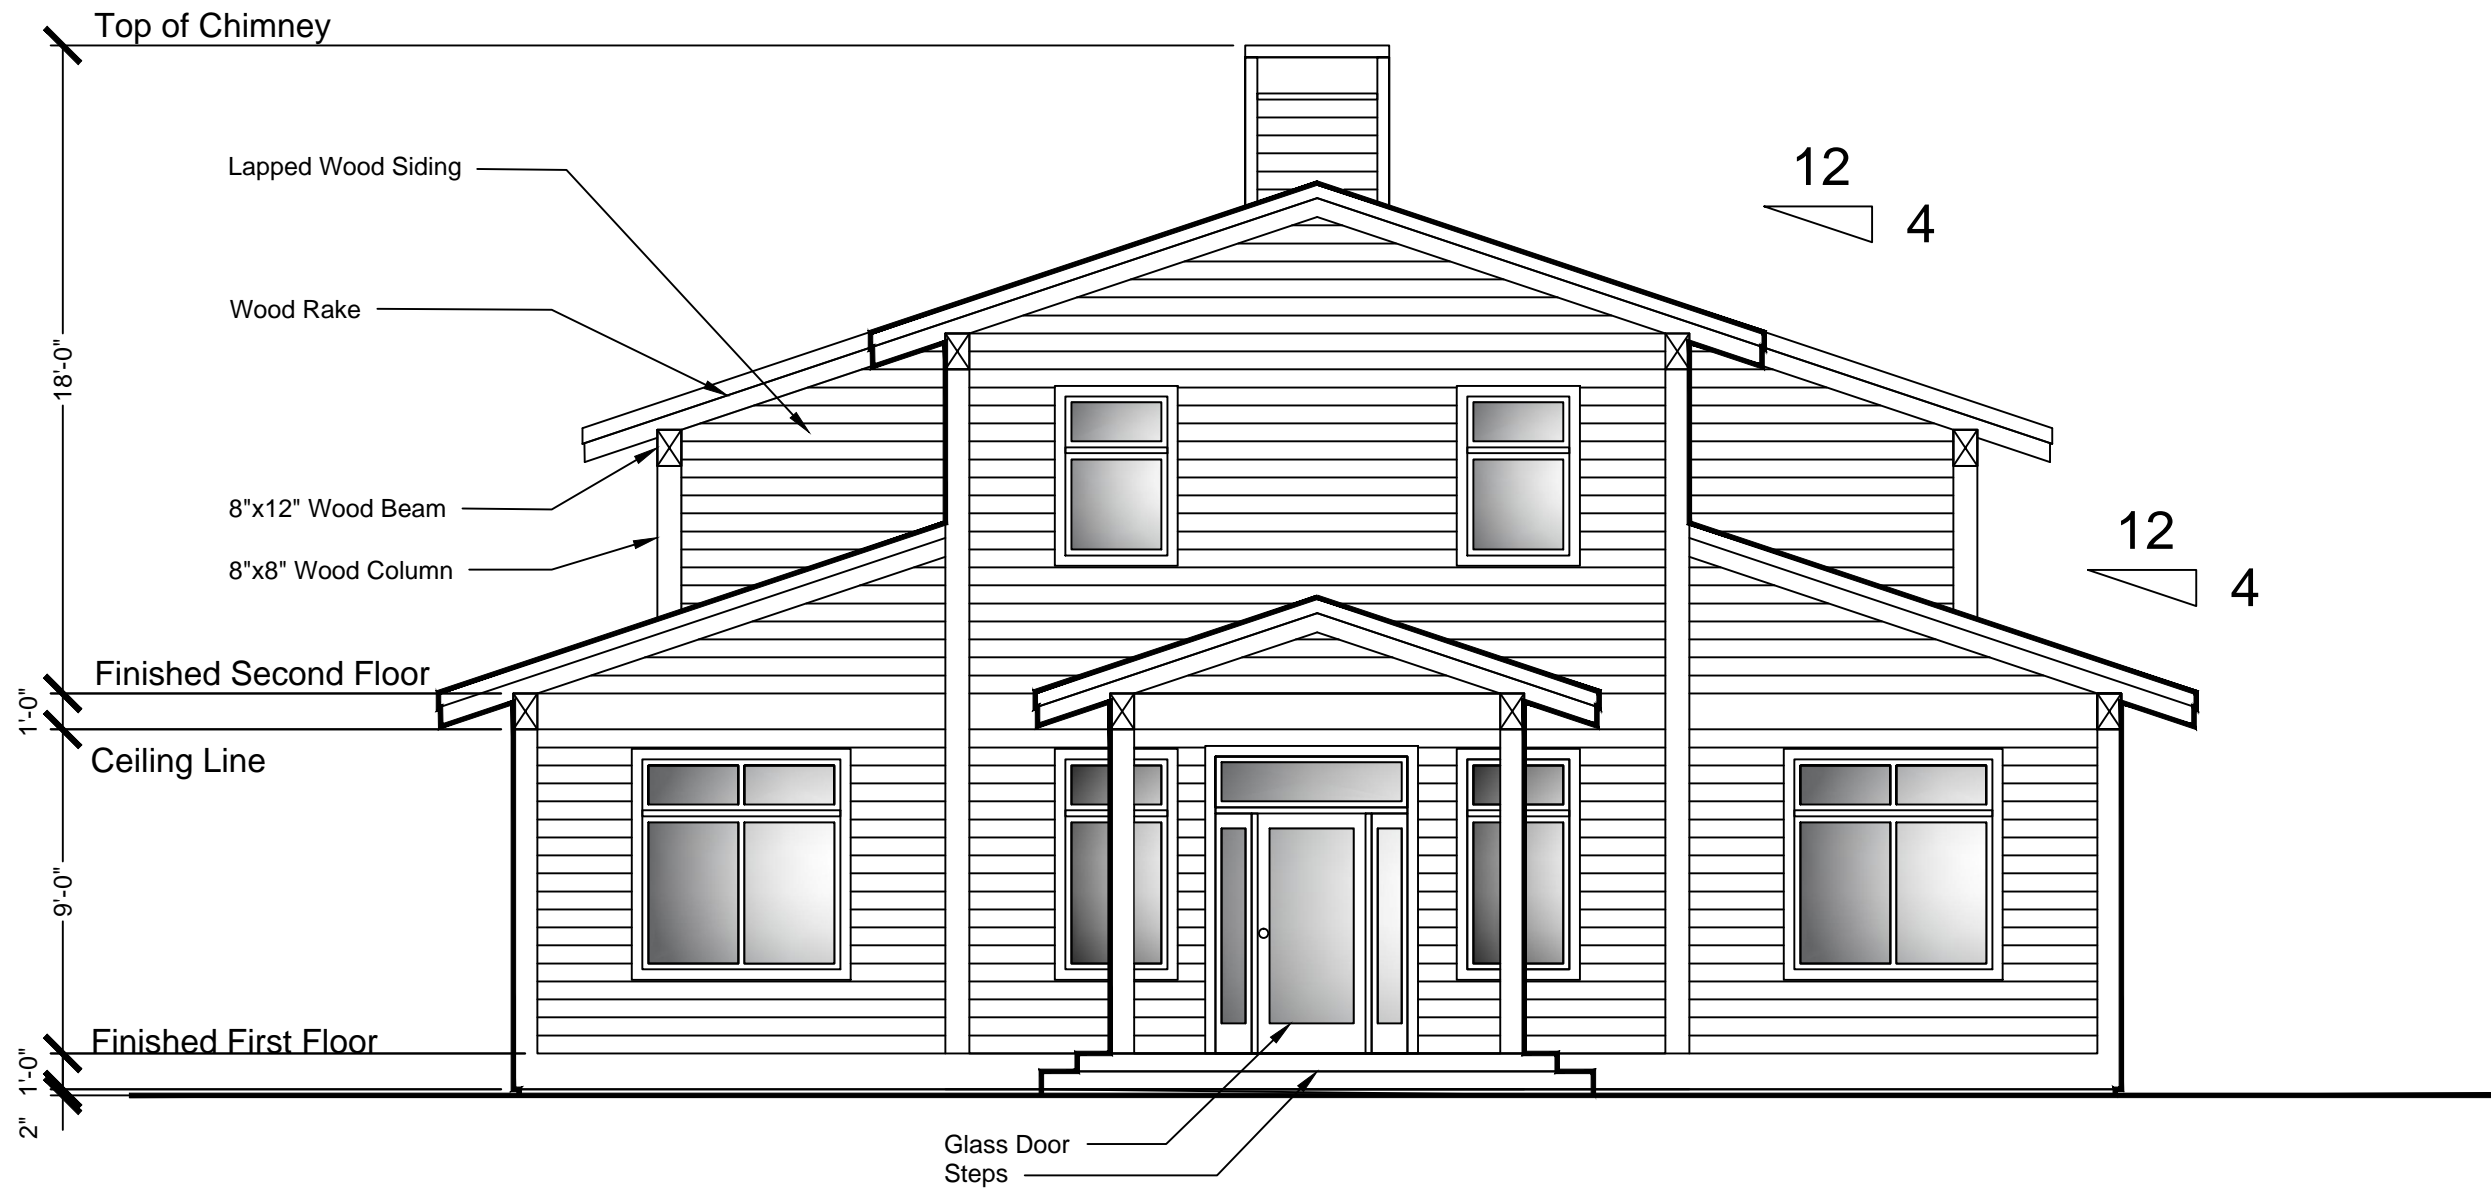 Top of Chimney
Lapped Wood Siding
12
4
Wood Rake
18'-0"
8"x12" Wood Beam
12
8"x8" Wood Column
4
Finished Second Floor
1'-0"
Ceiling Line
9'-0"
Finished First Floor
1'-0"
2"
Glass Door
Steps